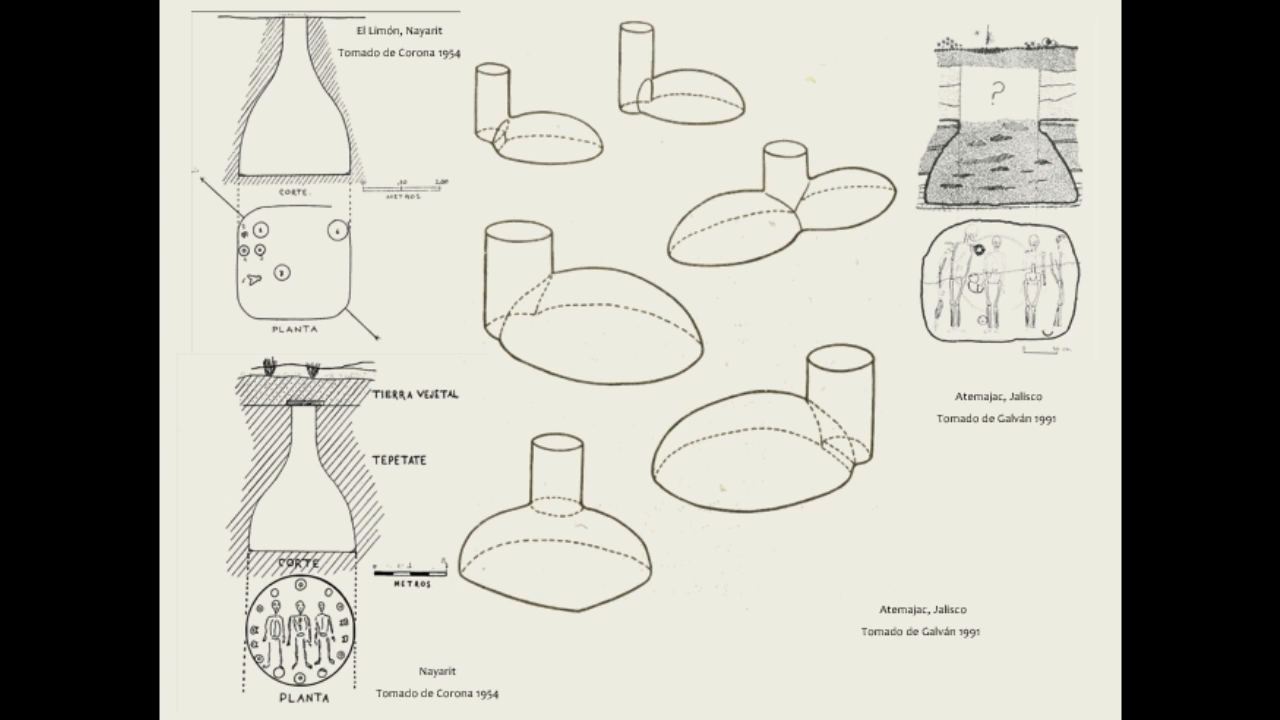 El Limón, Nayarit
Tomado de Corona 1954
CORTE.
METROS
PLANTA
TIERRA VEJETAL
TEPETATE
CORTE
METROS
PLANTA
Nayarit
Tomado de Corona 1954
?
Atemajac, Jalisco
Tomado de Galván 1991
Atemajac, Jalisco
Tomado de Galván 1991